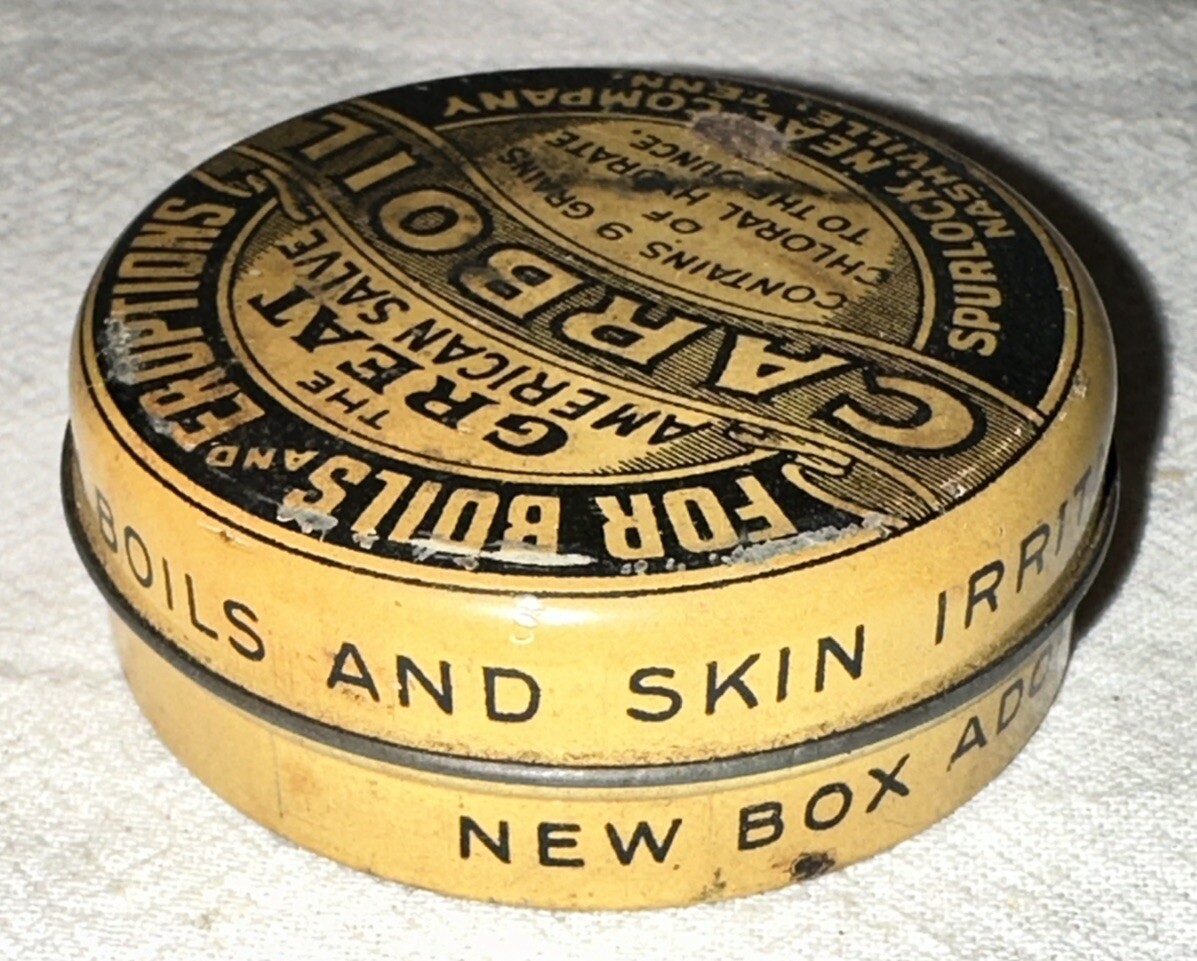 FOR BOILS AND ERUPTIONS
THE
GREAT
AMERICAN SALVE
CARBOIL
CONTAINS 9 GRAINS
OF
CHLORAL HYDRATE
TO THE OUNCE.
SPURLOCK-NEAL COMPANY
NASHVILLE, TENN.
BOILS AND SKIN IRRIT
NEW BOX ADO